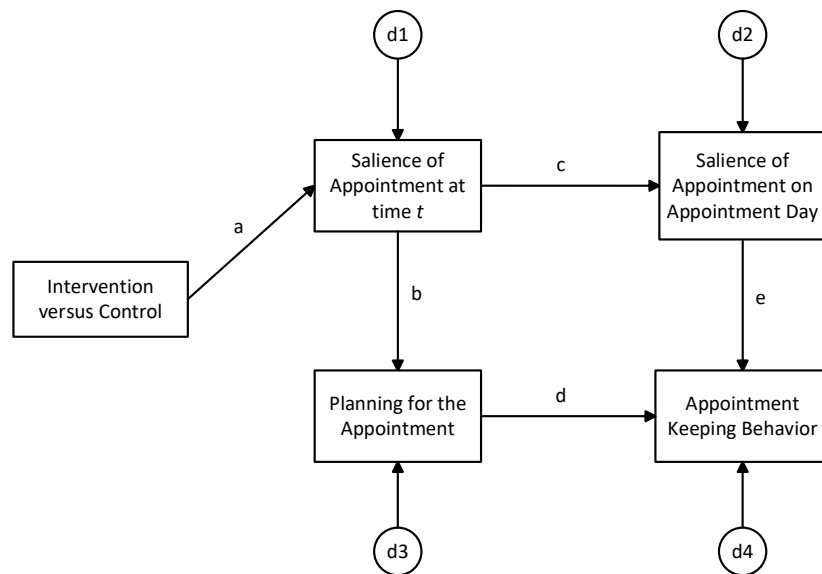 d1
d2
Salience of
Appointment at
time t
c
Salience of
Appointment on
Appointment Day
a
Intervention
versus Control
b
e
Planning for the
Appointment
d
Appointment
Keeping Behavior
d3
d4